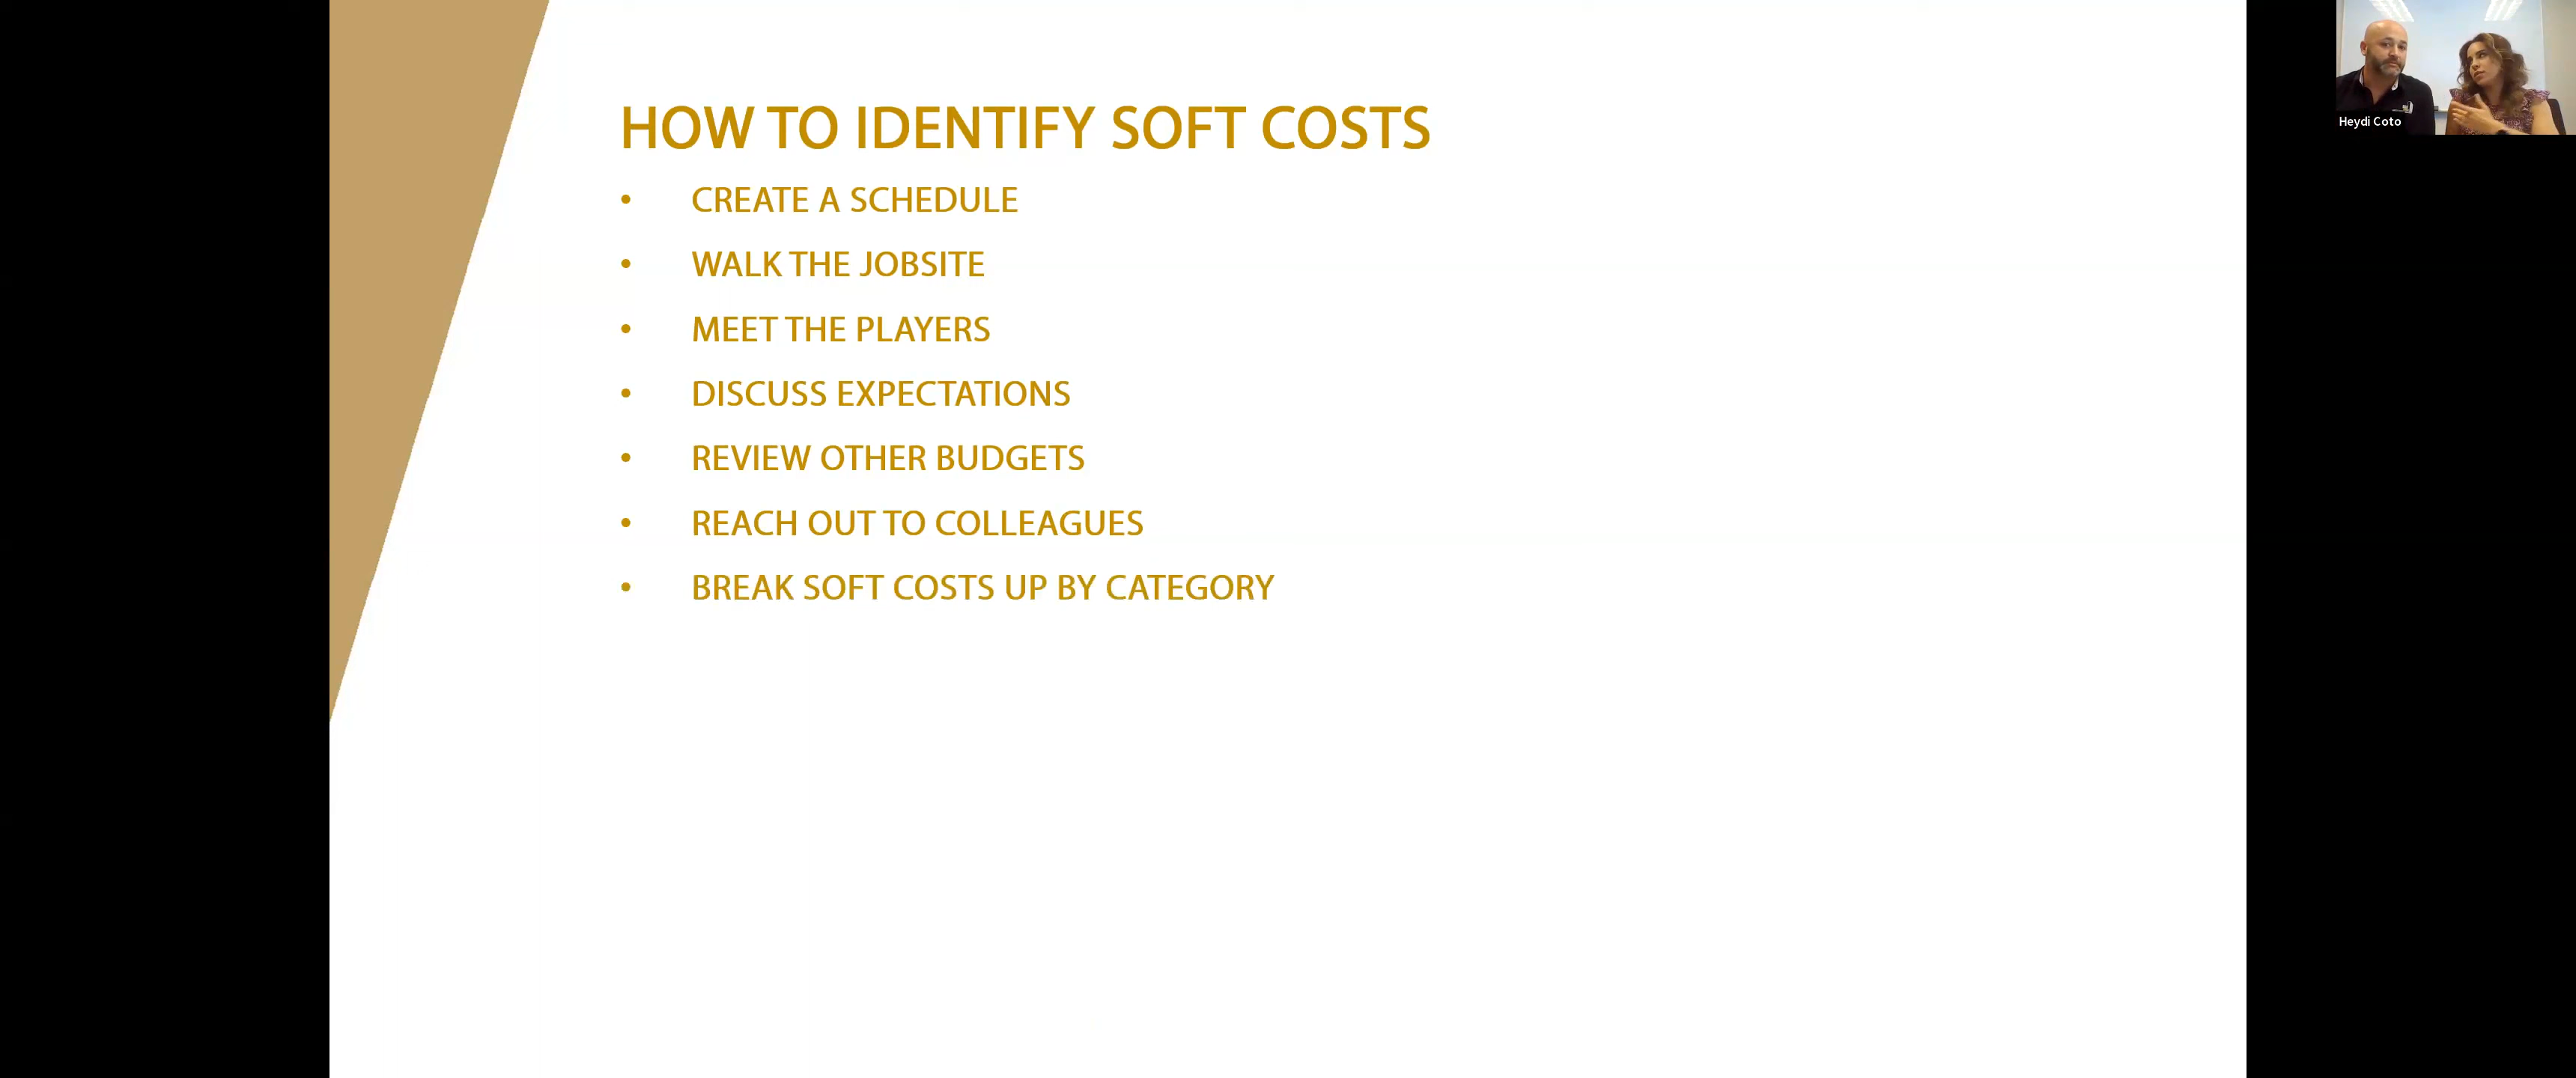 HOW TO IDENTIFY SOFT COSTS
• CREATE A SCHEDULE
• WALK THE JOBSITE
• MEET THE PLAYERS
• DISCUSS EXPECTATIONS
• REVIEW OTHER BUDGETS
• REACH OUT TO COLLEAGUES
• BREAK SOFT COSTS UP BY CATEGORY
Heydi Coto